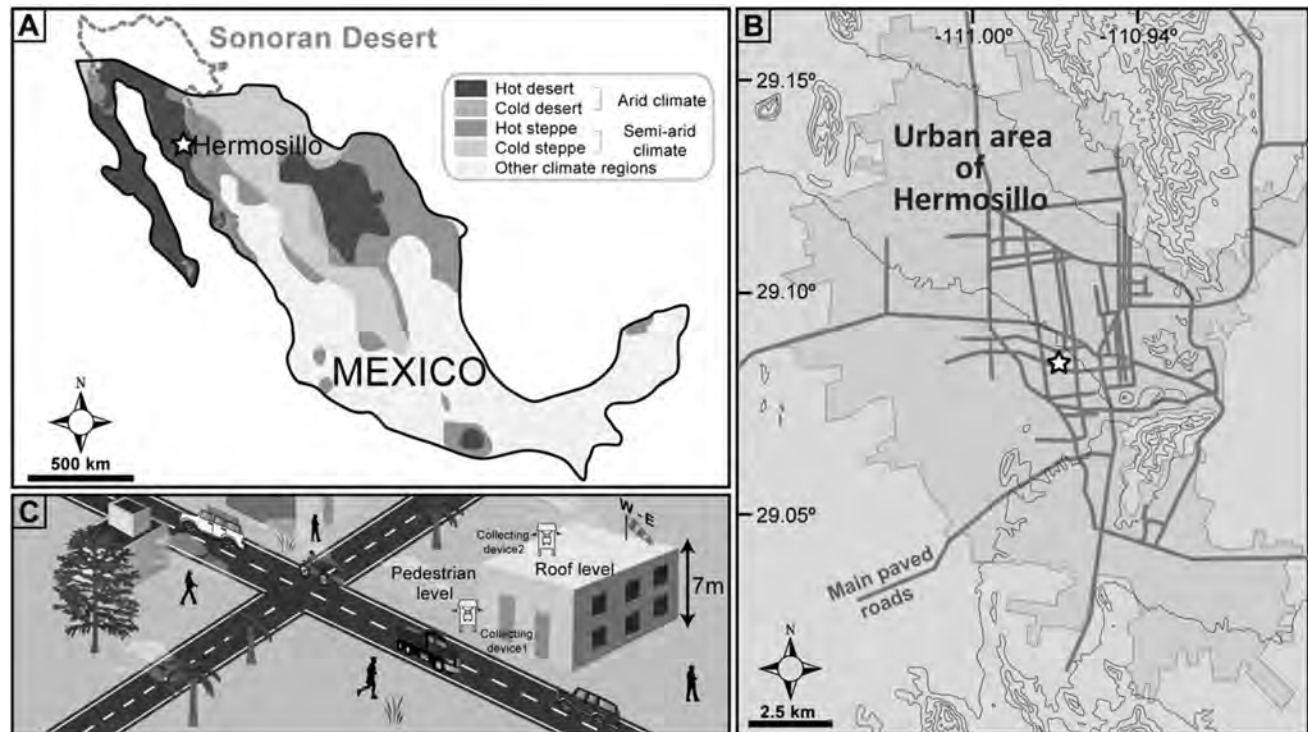 A
Sonoran Desert
Hot desert
Cold desert
Arid climate
Hot steppe
Cold steppe
Semi-arid
climate
Other climate regions
Hermosillo
MEXICO
N
500 km
B
-111.00º
-110.94º
29.15º
Urban area
of
Hermosillo
29.10º
29.05º
Main paved
roads
N
2.5 km
C
W - E
Collecting
device2
Roof level
Pedestrian
level
7m
Collecting
device1